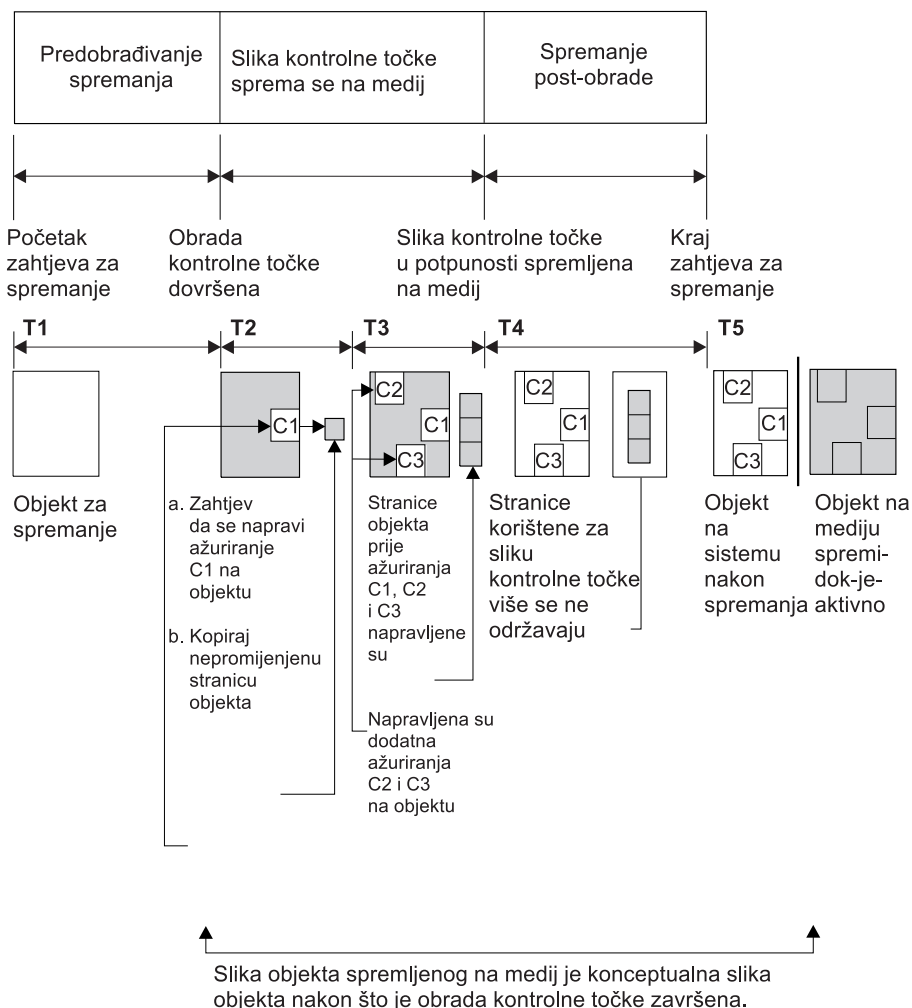 Predobrađivanje
spremanja
Slika kontrolne točke
sprema se na medij
Spremanje
post-obrade
Početak
zahtjeva za
spremanje
Obrada
kontrolne točke
dovršena
Slika kontrolne točke
u potpunosti spremljena
na medij
Kraj
zahtjeva za
spremanje
T1
T2
T3
T4
T5
C1
C2
C1
C3
C2
C1
C3
C2
C1
C3
Objekt za
spremanje
a. Zahtjev
da se napravi
ažuriranje
C1 na
objektu
b. Kopiraj
nepromijenjenu
stranicu
objekta
Stranice
objekta
prije
ažuriranja
C1, C2
i C3
napravljene
su
Napravljena su
dodatna
ažuriranja
C2 i C3
na objektu
Stranice
korištene za
sliku
kontrolne točke
više se ne
održavaju
Objekt
na
sistemu
nakon
spremanja
Objekt na
mediju
spremi-
dok-je-
aktivno
Slika objekta spremljenog na medij je konceptualna slika
objekta nakon što je obrada kontrolne točke završena.